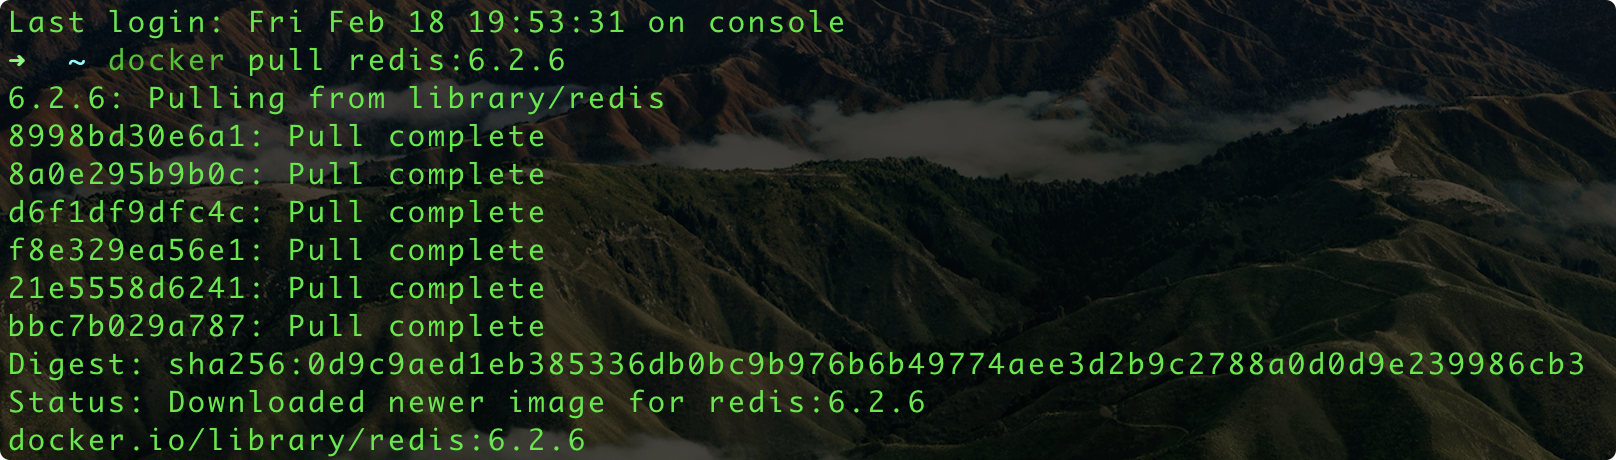 Last login: Fri Feb 18 19:53:31 on console
➜  ~ docker pull redis:6.2.6
6.2.6: Pulling from library/redis
8998bd30e6a1: Pull complete
8a0e295b9b0c: Pull complete
d6f1df9dfc4c: Pull complete
f8e329ea56e1: Pull complete
21e5558d6241: Pull complete
bbc7b029a787: Pull complete
Digest: sha256:0d9c9aed1eb385336db0bc9b976b6b49774aee3d2b9c2788a0d0d9e239986cb3
Status: Downloaded newer image for redis:6.2.6
docker.io/library/redis:6.2.6